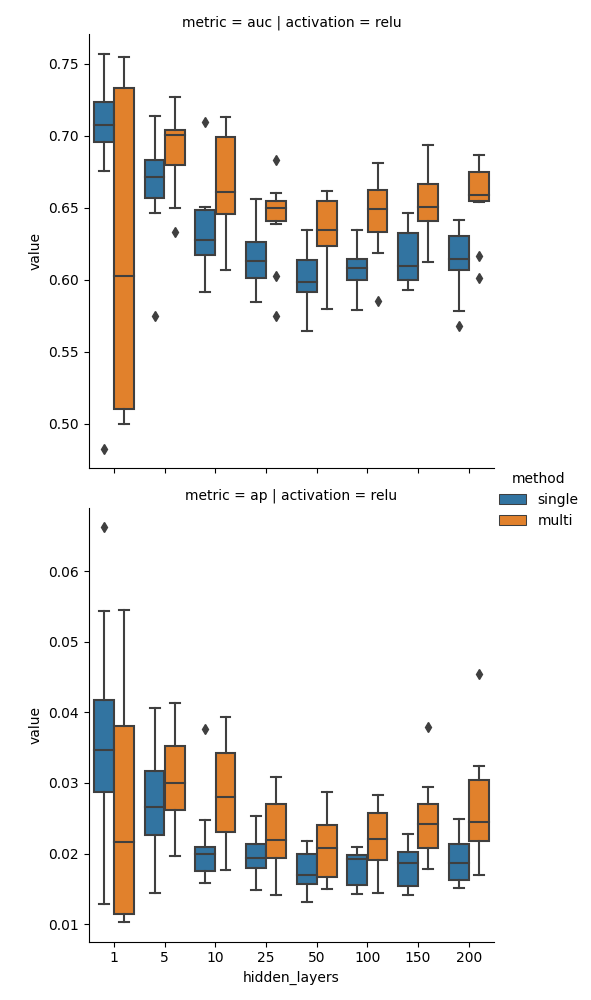 metric = auc | activation = relu
0.75
0.70
0.65
0.60
0.55
0.50
value
metric = ap | activation = relu
method
single
multi
0.06
0.05
0.04
0.03
0.02
0.01
value
1 5 10 25 50 100 150 200
hidden_layers